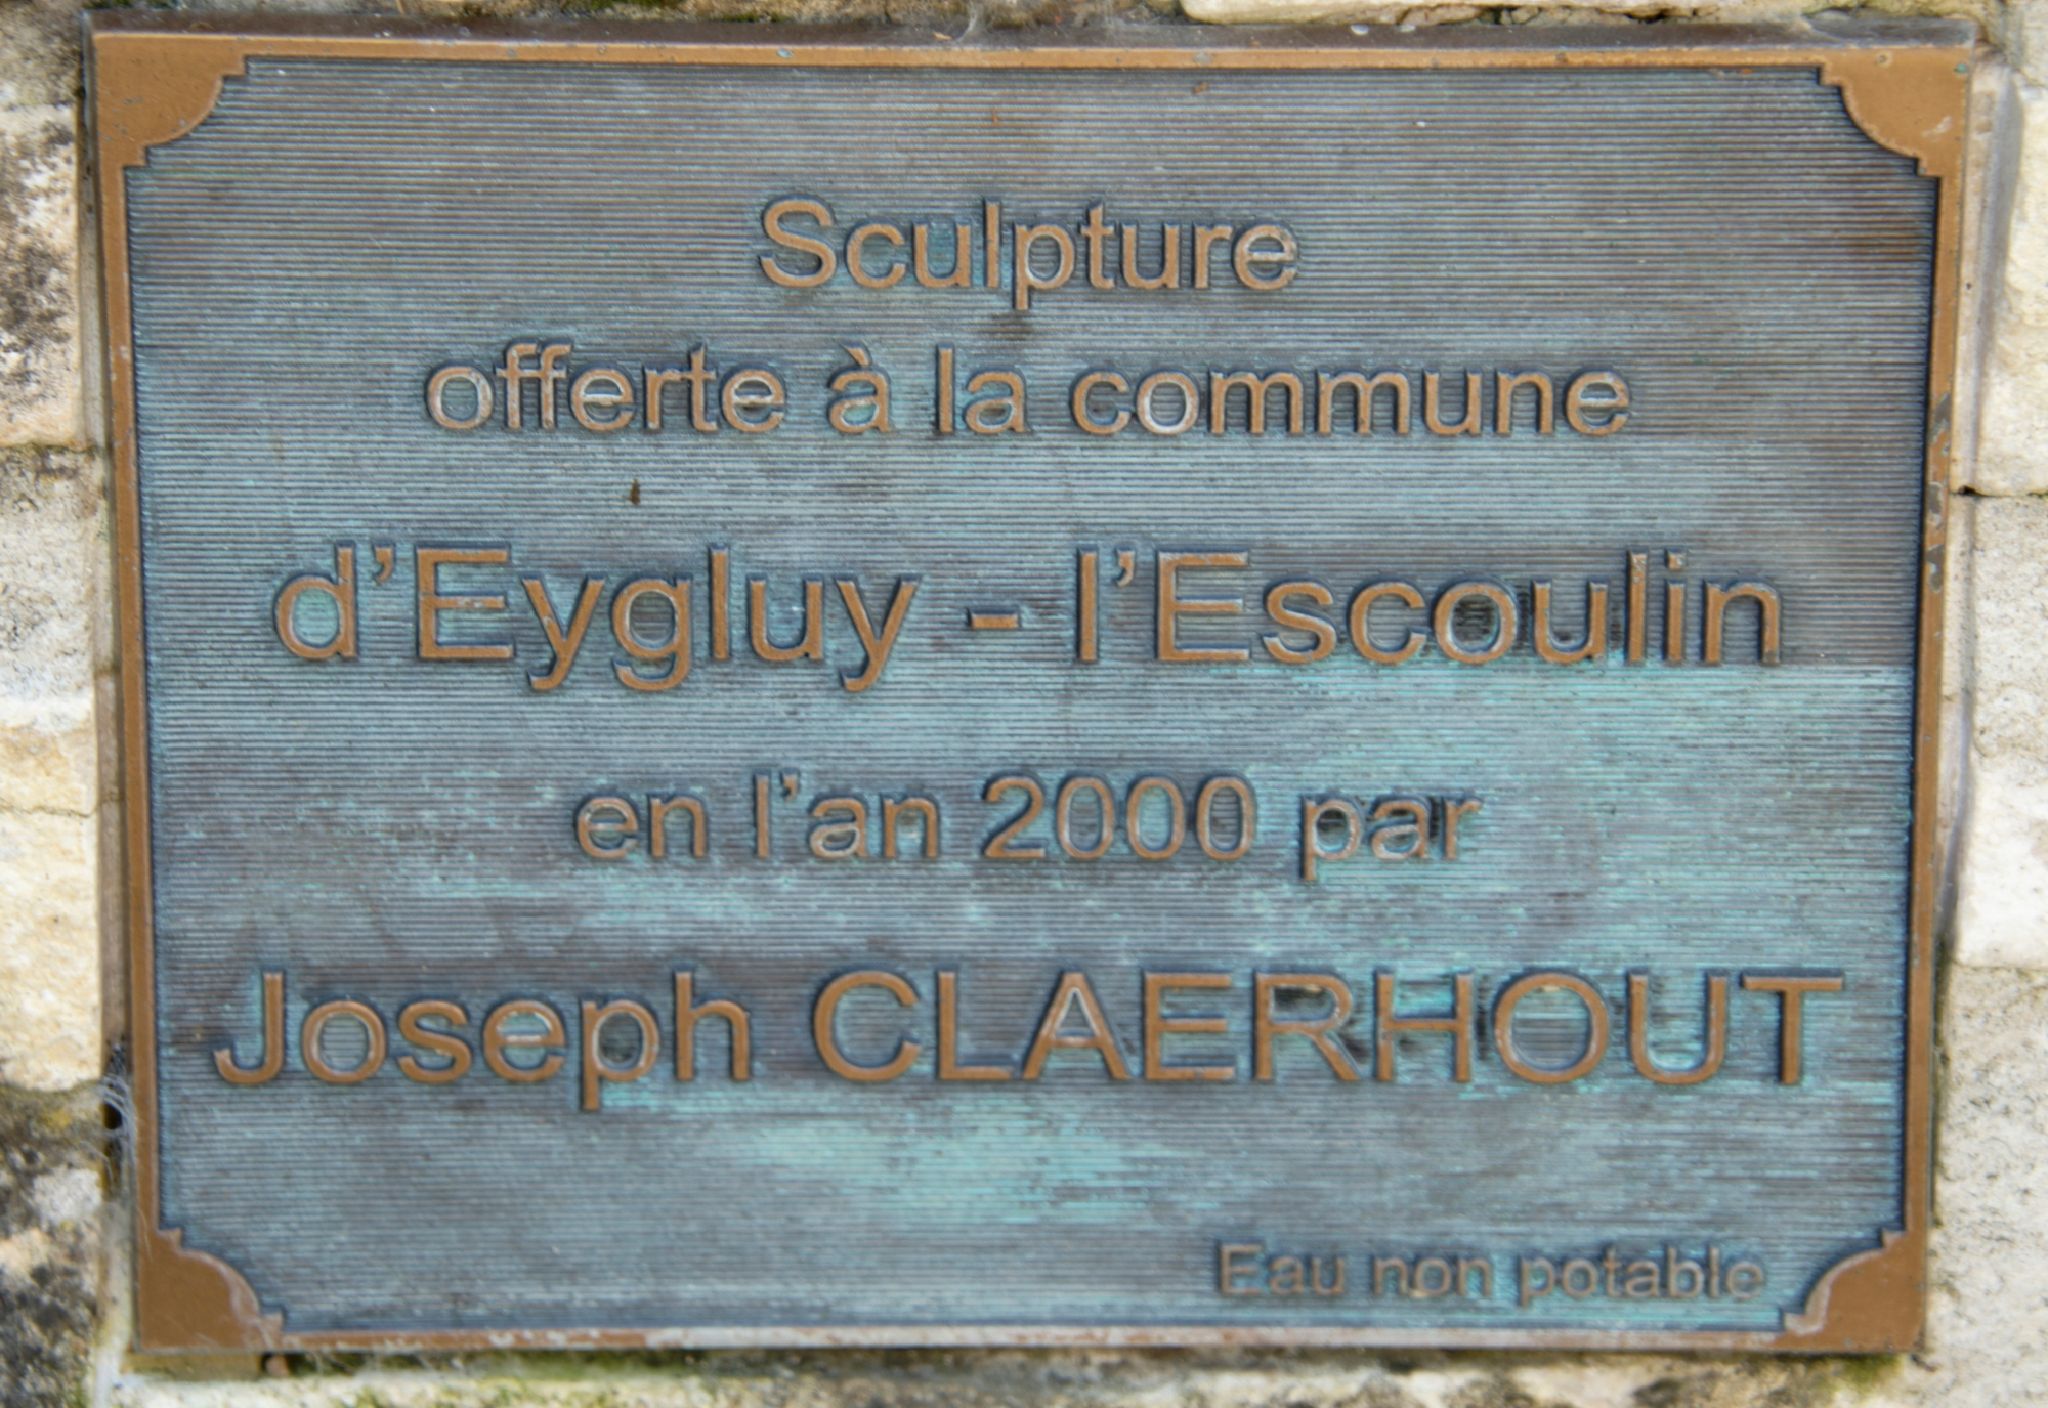 Sculpture
offerte à la commune
d'Eygluy - l'Escoulin
en l'an 2000 par
Joseph CLAERHOUT
Eau non potable